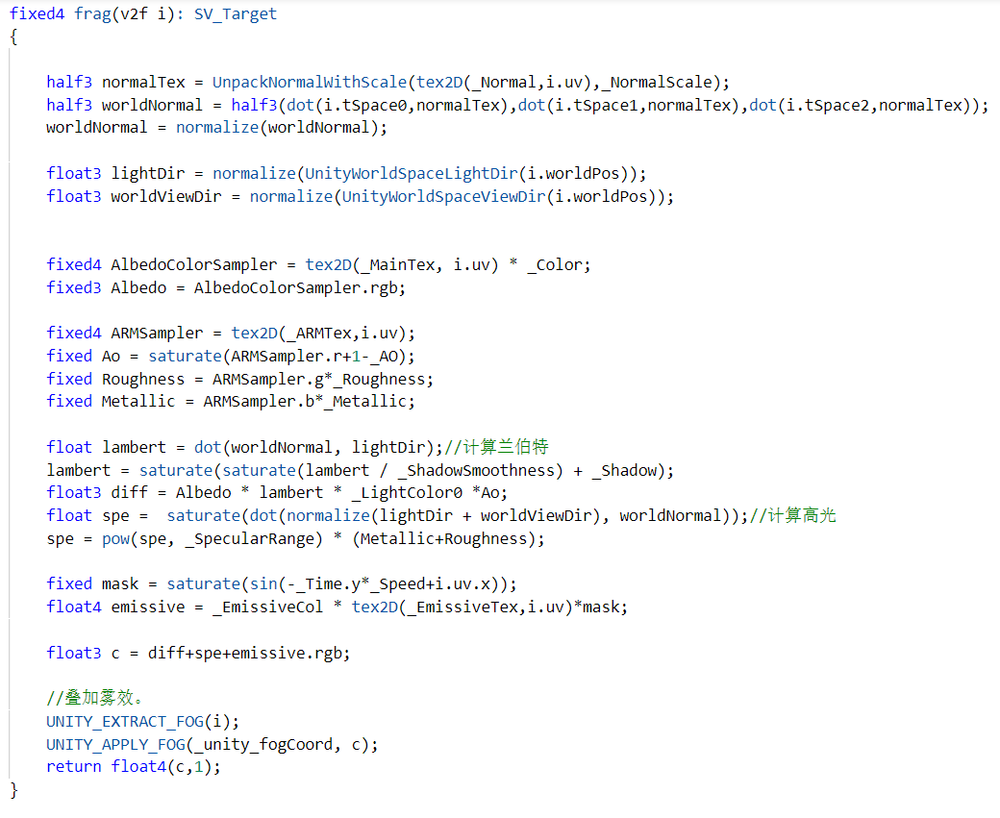 fixed4 frag(v2f i): SV_Target
{
half3 normalTex = UnpackNormalWithScale(tex2D(_Normal,i.uv),_NormalScale);
half3 worldNormal = half3(dot(i.tSpace0,normalTex),dot(i.tSpace1,normalTex),dot(i.tSpace2,normalTex));
worldNormal = normalize(worldNormal);
float3 lightDir = normalize(UnityWorldSpaceLightDir(i.worldPos));
float3 worldViewDir = normalize(UnityWorldSpaceViewDir(i.worldPos));
fixed4 AlbedoColorSampler = tex2D(_MainTex, i.uv) * _Color;
fixed3 Albedo = AlbedoColorSampler.rgb;
fixed4 ARMSampler = tex2D(_ARMTex,i.uv);
fixed Ao = saturate(ARMSampler.r+1-_AO);
fixed Roughness = ARMSampler.g*_Roughness;
fixed Metallic = ARMSampler.b*_Metallic;
float lambert = dot(worldNormal, lightDir);//计算兰伯特
lambert = saturate(saturate(lambert / _ShadowSmoothness) + _Shadow);
float3 diff = Albedo * lambert * _LightColor0 *Ao;
float spe =  saturate(dot(normalize(lightDir + worldViewDir), worldNormal));//计算高光
spe = pow(spe, _SpecularRange) * (Metallic+Roughness);
fixed mask = saturate(sin(-_Time.y*_Speed+i.uv.x));
float4 emissive = _EmissiveCol * tex2D(_EmissiveTex,i.uv)*mask;
float3 c = diff+spe+emissive.rgb;
//叠加雾效。
UNITY_EXTRACT_FOG(i);
UNITY_APPLY_FOG(_unity_fogCoord, c);
return float4(c,1);
}